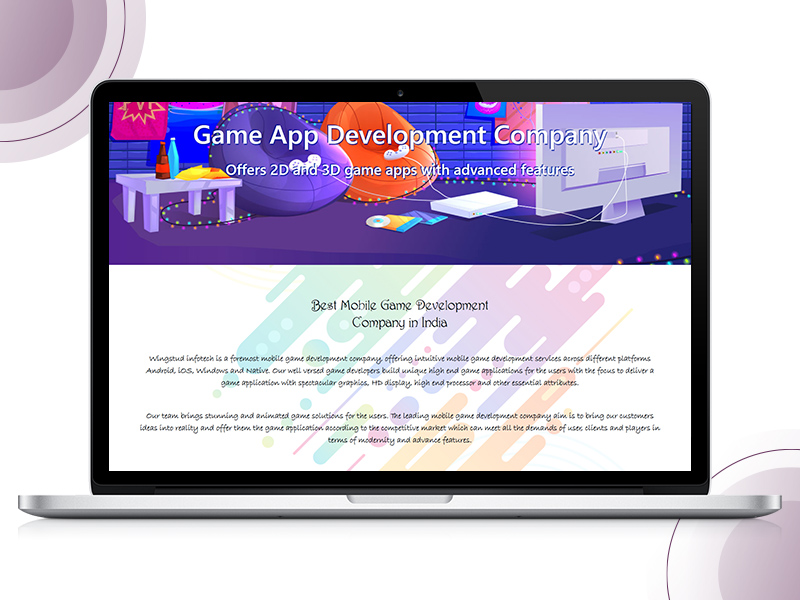 Game App Development Company
Offers 2D and 3D game apps with advanced features
Best Mobile Game Development
Company in India
Wingstud infotech is a foremost mobile game development company, offering intuitive mobile game development services across different platforms
Android, iOS, Windows and Native. Our well versed game developers build unique high end game applications for the users with the focus to deliver a
game application with spectacular graphics, HD display, high end processor and other essential attributes.
Our team brings stunning and animated game solutions for the users. The leading mobile game development company aim is to bring our customers
ideas into reality and offer them the game application according to the competitive market which can meet all the demands of user, clients and players in
terms of modernity and advance features.